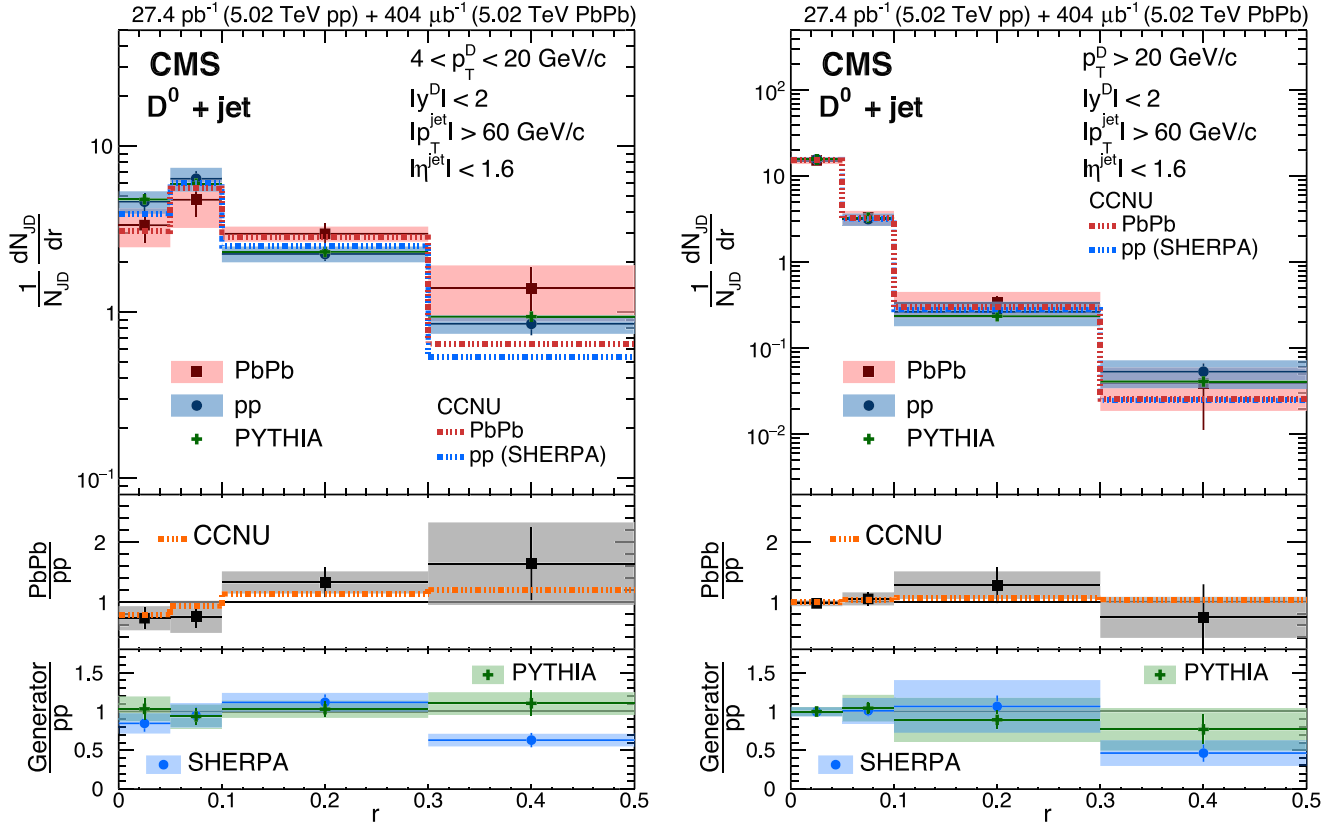 27.4 pb⁻¹ (5.02 TeV pp) + 404 μb⁻¹ (5.02 TeV PbPb)
CMS
D⁰ + jet
4 < p_T^D < 20 GeV/c
|y^D| < 2
|p_T^jet| > 60 GeV/c
|η^jet| < 1.6
10
1
10⁻¹
1/N_JD dN_JD/dr
PbPb
pp
PYTHIA
CCNU
PbPb
pp (SHERPA)
PbPb/pp
2
1
CCNU
Generator/pp
1.5
1
0.5
0
PYTHIA
SHERPA
0 0.1 0.2 0.3 0.4 0.5
r
27.4 pb⁻¹ (5.02 TeV pp) + 404 μb⁻¹ (5.02 TeV PbPb)
CMS
D⁰ + jet
p_T^D > 20 GeV/c
|y^D| < 2
|p_T^jet| > 60 GeV/c
|η^jet| < 1.6
CCNU
PbPb
pp (SHERPA)
10²
10
1
10⁻¹
10⁻²
1/N_JD dN_JD/dr
PbPb
pp
PYTHIA
PbPb/pp
2
1
CCNU
Generator/pp
1.5
1
0.5
0
PYTHIA
SHERPA
0 0.1 0.2 0.3 0.4 0.5
r